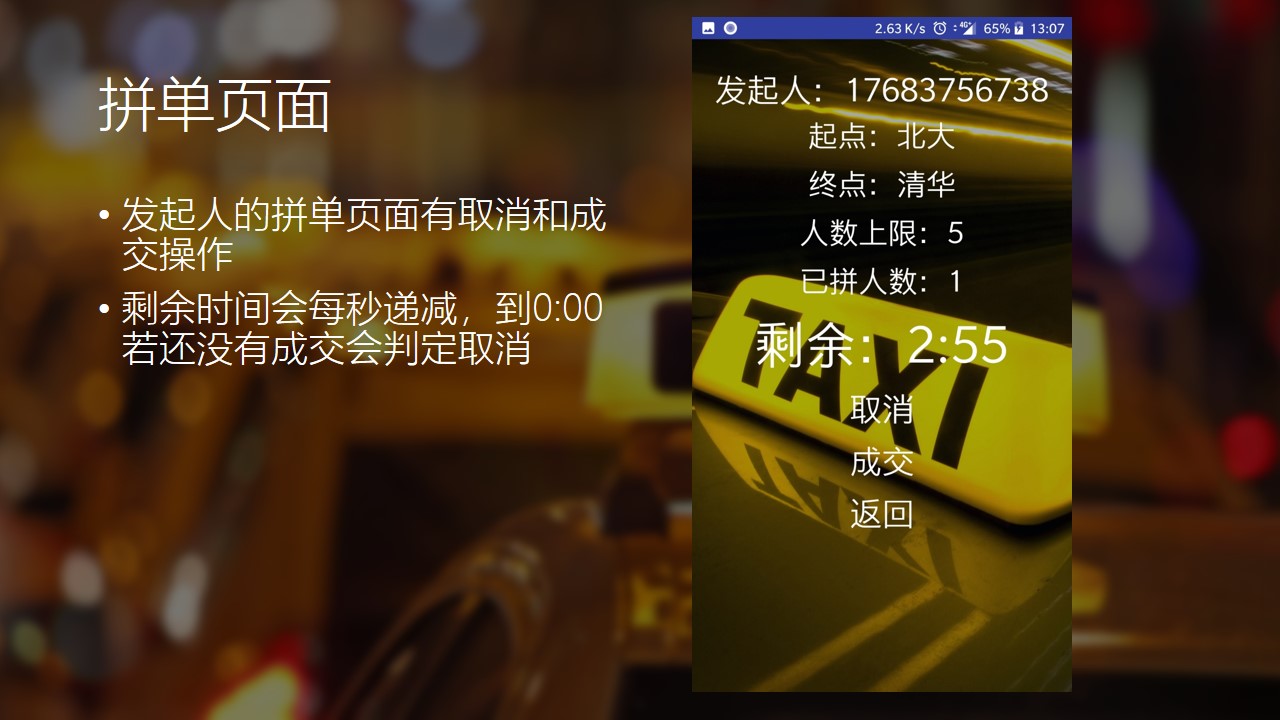 拼单页面
• 发起人的拼单页面有取消和成
交操作
• 剩余时间会每秒递减，到0:00
若还没有成交会判定取消
2.63 K/s 4G 65% 13:07
发起人：17683756738
起点：北大
终点：清华
人数上限：5
已拼人数：1
TAXI
剩余：2:55
取消
成交
返回